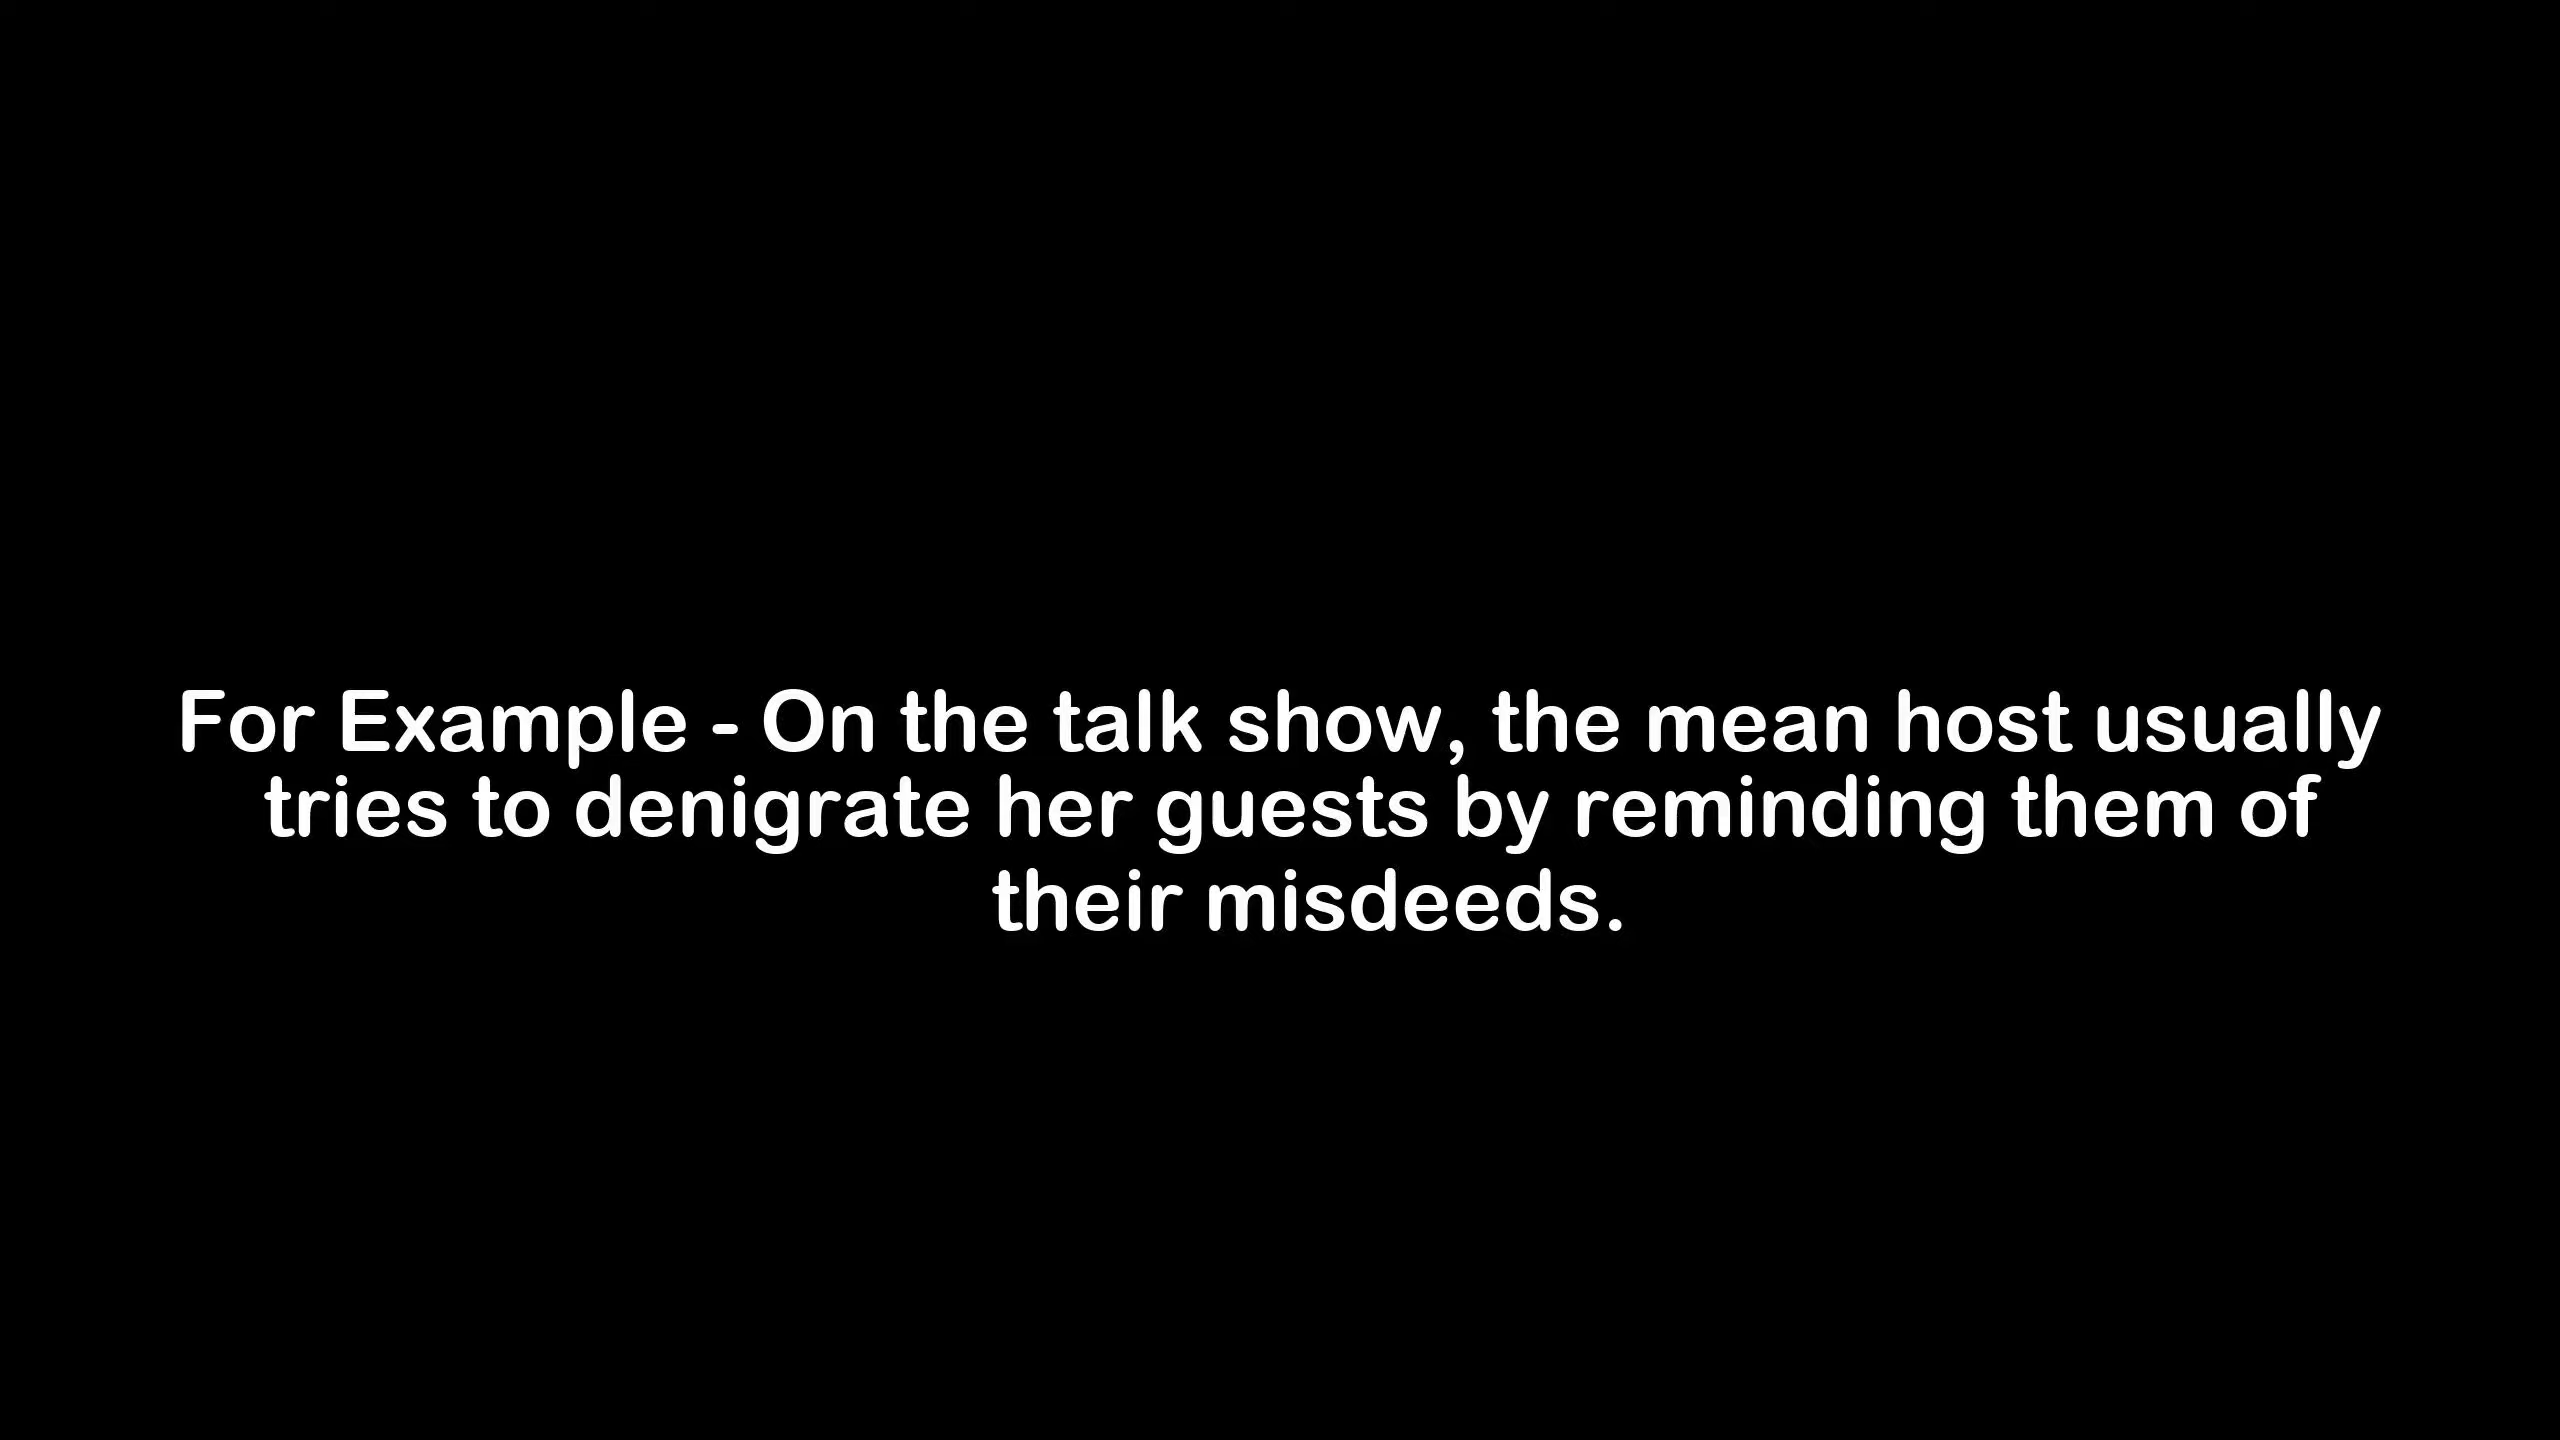 For Example - On the talk show, the mean host usually
tries to denigrate her guests by reminding them of
their misdeeds.